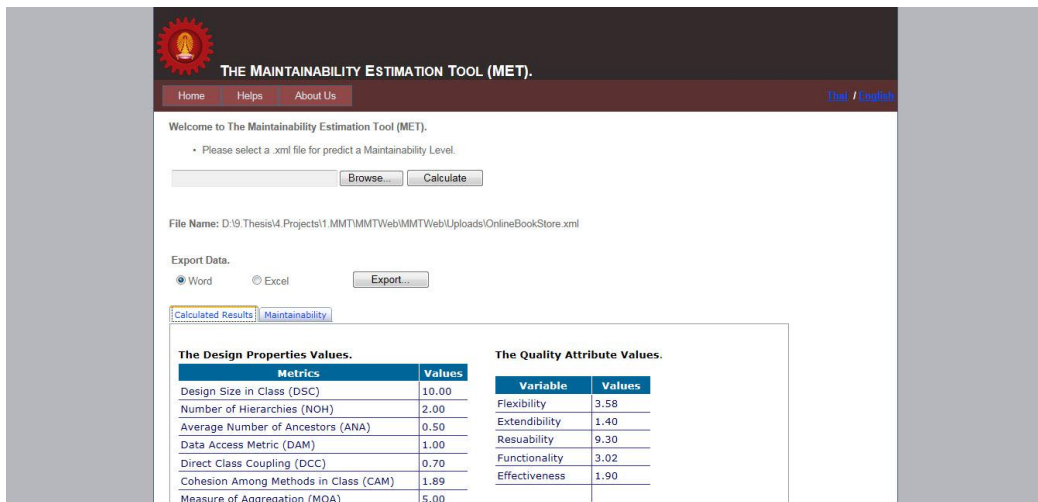 THE MAINTAINABILITY ESTIMATION TOOL (MET).
Home Helps About Us Thai / English
Welcome to The Maintainability Estimation Tool (MET).
• Please select a .xml file for predict a Maintainability Level.
Browse... Calculate
File Name: D:\9.Thesis\4.Projects\1.MMT\MMTWeb\MMTWeb\Uploads\OnlineBookStore.xml
Export Data.
Word Excel Export...
Calculated Results Maintainability
The Design Properties Values.
Metrics Values
Design Size in Class (DSC) 10.00
Number of Hierarchies (NOH) 2.00
Average Number of Ancestors (ANA) 0.50
Data Access Metric (DAM) 1.00
Direct Class Coupling (DCC) 0.70
Cohesion Among Methods in Class (CAM) 1.89
Measure of Aggregation (MOA) 5.00
The Quality Attribute Values.
Variable Values
Flexibility 3.58
Extendibility 1.40
Resuability 9.30
Functionality 3.02
Effectiveness 1.90